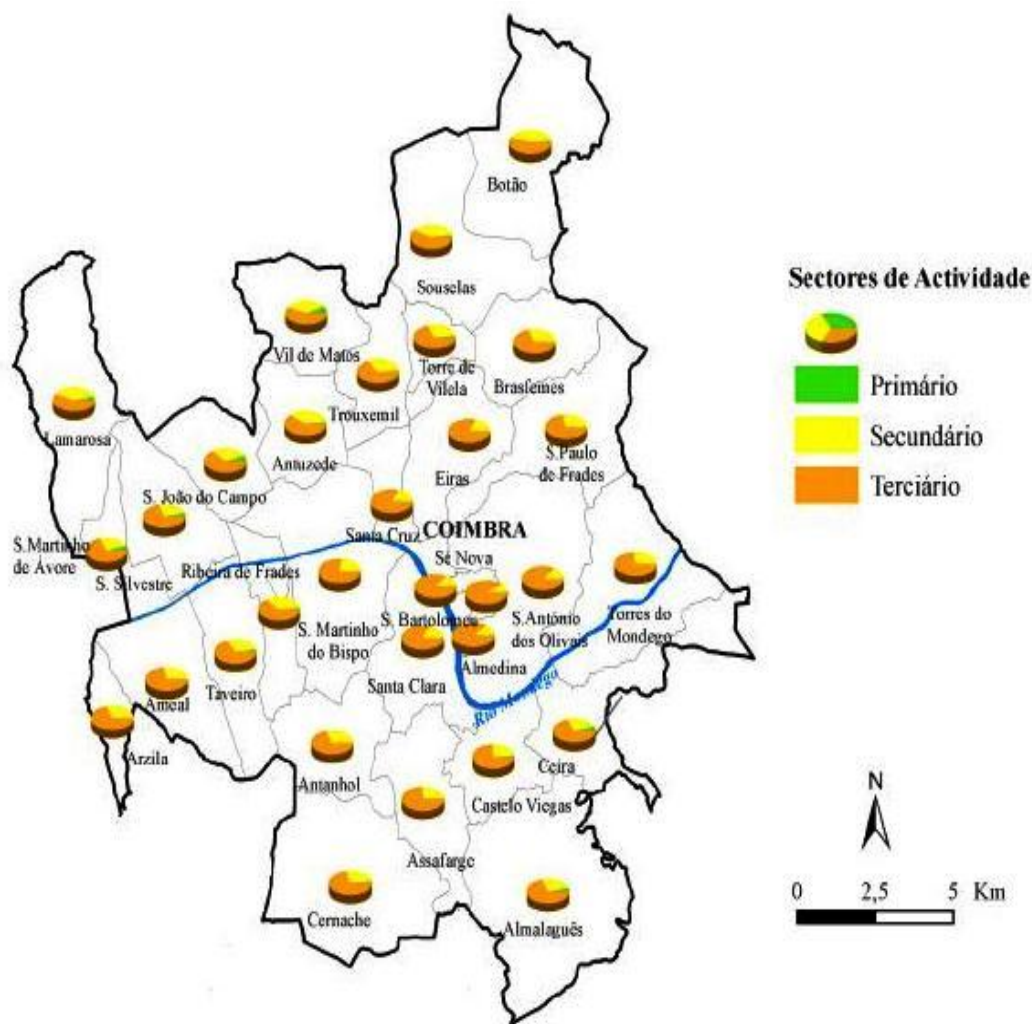 Botão
Souselas
Vil de Matos
Torre de
Vilela
Brasfemes
Trouxemil
Lamarosa
Antuzede
Eiras
S.Paulo
de Frades
S. João do Campo
Santa Cruz
COIMBRA
S.Martinho
de Ávore
S. Silvestre
Ribeira de Frades
Sé Nova
S. Martinho
do Bispo
S. Bartolomeu
S.António
dos Olivais
Torres do
Mondego
Almedina
Santa Clara
Taveiro
Ameal
Arzila
Rio Mondego
Antanhol
Ceira
Castelo Viegas
Assafarge
Cernache
Almalaguês
Sectores de Actividade
Primário
Secundário
Terciário
N
0 2,5 5 Km